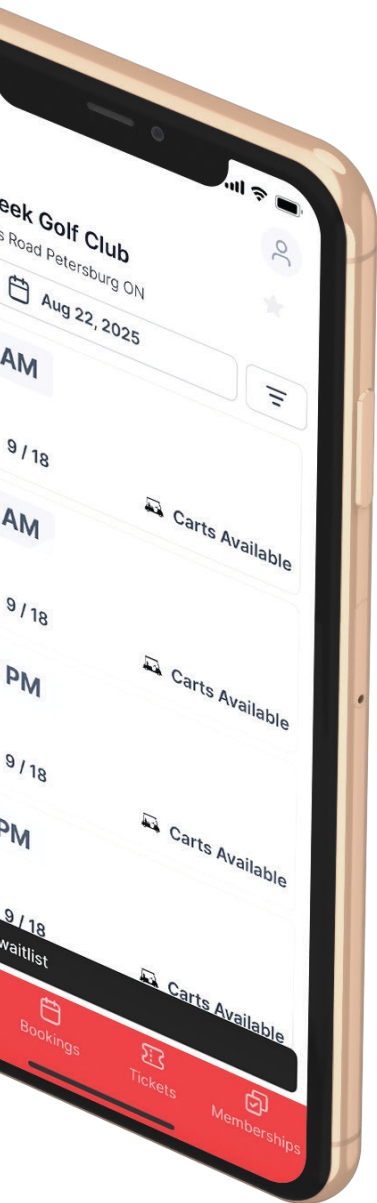 eek Golf Club
s Road Petersburg ON
Aug 22, 2025
AM
9 / 18
Carts Available
AM
9 / 18
Carts Available
PM
9 / 18
Carts Available
PM
9 / 18
Carts Available
waitlist
Bookings
Tickets
Memberships